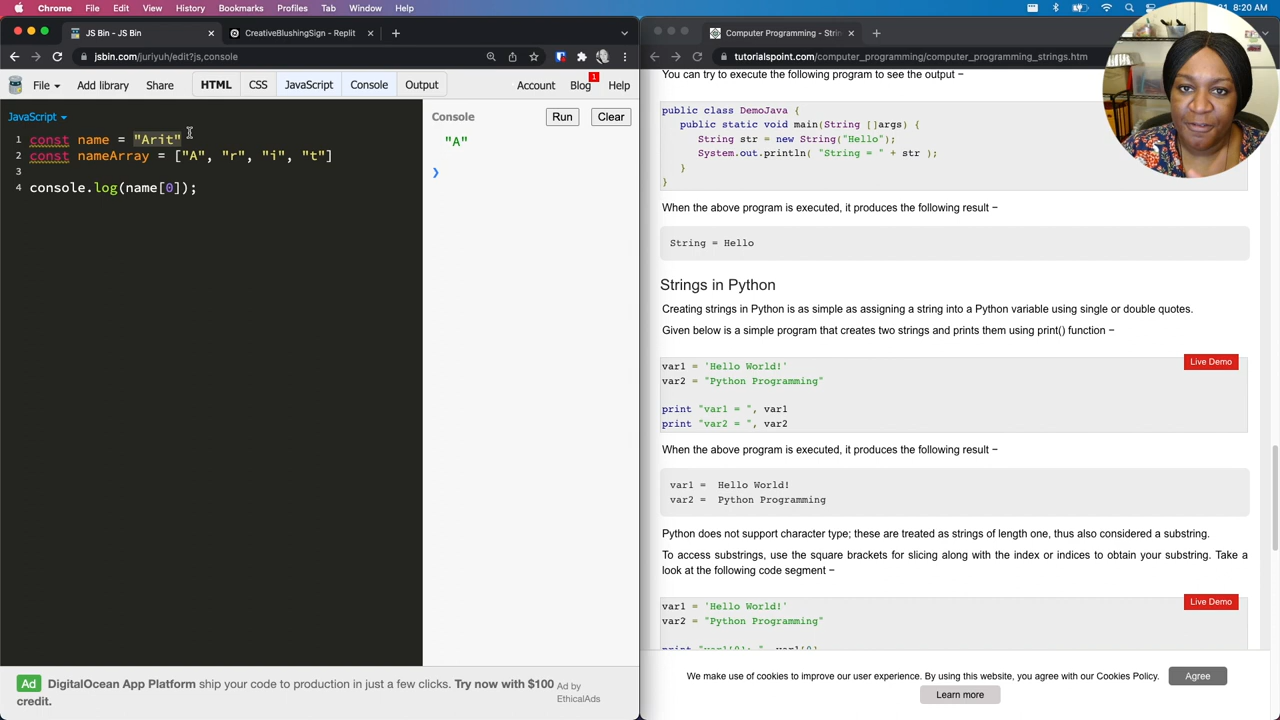 Chrome File Edit View History Bookmarks Profiles Tab Window Help
8:20 AM
JS Bin - JS Bin
CreativeBlushingSign - Replit
jsbin.com/juriyuh/edit?js,console
File Add library Share HTML CSS JavaScript Console Output Account Blog 1 Help
JavaScript
1 const name = "Arit"
2 const nameArray = ["A", "r", "i", "t"]
3
4 console.log(name[0]);
Console Run Clear
"A"
Ad DigitalOcean App Platform ship your code to production in just a few clicks. Try now with $100
credit.
Ad by
EthicalAds
Computer Programming - Strin
tutorialspoint.com/computer_programming/computer_programming_strings.htm
You can try to execute the following program to see the output −
public class DemoJava {
public static void main(String []args) {
String str = new String("Hello");
System.out.println( "String = " + str );
}
}
When the above program is executed, it produces the following result −
String = Hello
Strings in Python
Creating strings in Python is as simple as assigning a string into a Python variable using single or double quotes.
Given below is a simple program that creates two strings and prints them using print() function −
Live Demo
var1 = 'Hello World!'
var2 = "Python Programming"
print "var1 = ", var1
print "var2 = ", var2
When the above program is executed, it produces the following result −
var1 = Hello World!
var2 = Python Programming
Python does not support character type; these are treated as strings of length one, thus also considered a substring.
To access substrings, use the square brackets for slicing along with the index or indices to obtain your substring. Take a
look at the following code segment −
Live Demo
var1 = 'Hello World!'
var2 = "Python Programming"
We make use of cookies to improve our user experience. By using this website, you agree with our Cookies Policy. Agree
Learn more